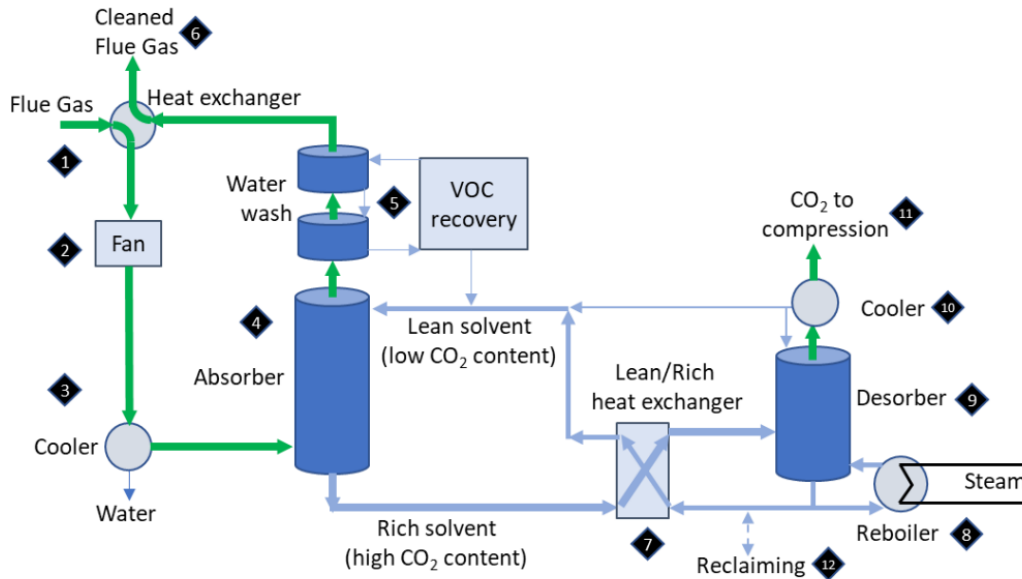 Cleaned
Flue Gas
6
Flue Gas
Heat exchanger
1
Water
wash
5
VOC
recovery
CO₂ to
compression
11
2
Fan
4
Cooler
10
Lean solvent
(low CO₂ content)
Absorber
Lean/Rich
heat exchanger
3
Desorber
9
Cooler
Steam
Water
Rich solvent
(high CO₂ content)
7
Reboiler
8
Reclaiming
12